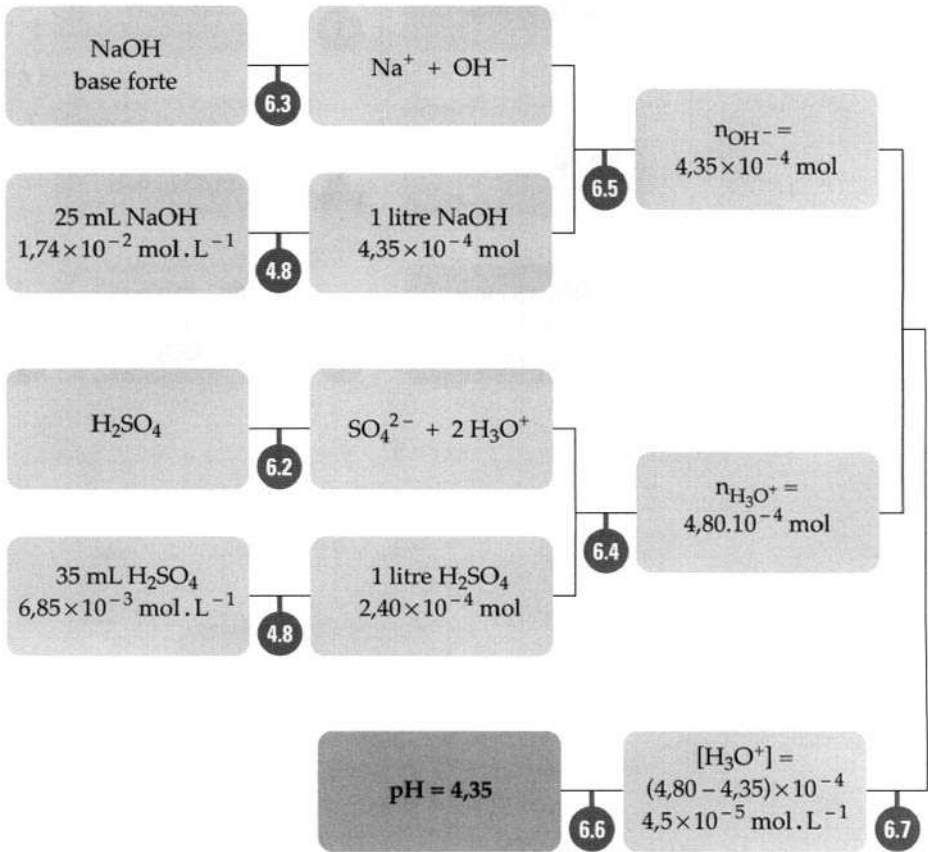 NaOH
base forte
6.3
Na⁺ + OH⁻
25 mL NaOH
1,74×10⁻² mol.L⁻¹
4.8
1 litre NaOH
4,35×10⁻⁴ mol
6.5
n_OH⁻ =
4,35×10⁻⁴ mol
H₂SO₄
6.2
SO₄²⁻ + 2 H₃O⁺
35 mL H₂SO₄
6,85×10⁻³ mol.L⁻¹
4.8
1 litre H₂SO₄
2,40×10⁻⁴ mol
6.4
n_H₃O⁺ =
4,80.10⁻⁴ mol
pH = 4,35
6.6
[H₃O⁺] =
(4,80 – 4,35)×10⁻⁴
4,5×10⁻⁵ mol.L⁻¹
6.7